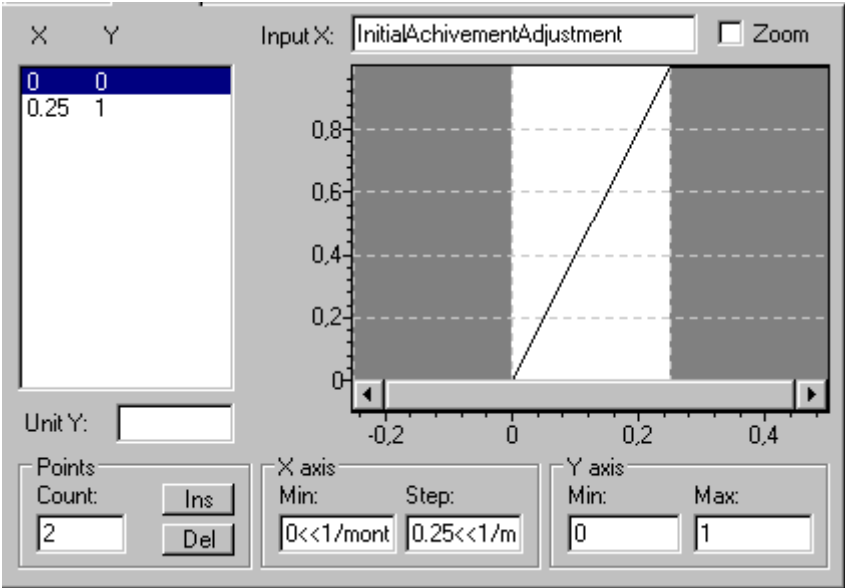 X Y Input X: InitialAchivementAdjustment Zoom
0 0
0.25 1
0,8
0,6
0,4
0,2
0
-0,2 0 0,2 0,4
Unit Y:
Points X axis Y axis
Count: Ins Min: Step: Min: Max:
2 Del 0<<1/mont 0.25<<1/m 0 1